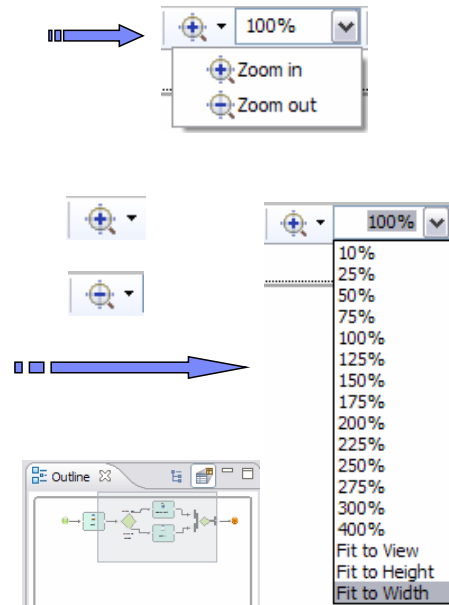 100%
Zoom in
Zoom out
100%
10%
25%
50%
75%
100%
125%
150%
175%
200%
225%
250%
275%
300%
400%
Fit to View
Fit to Height
Fit to Width
Outline